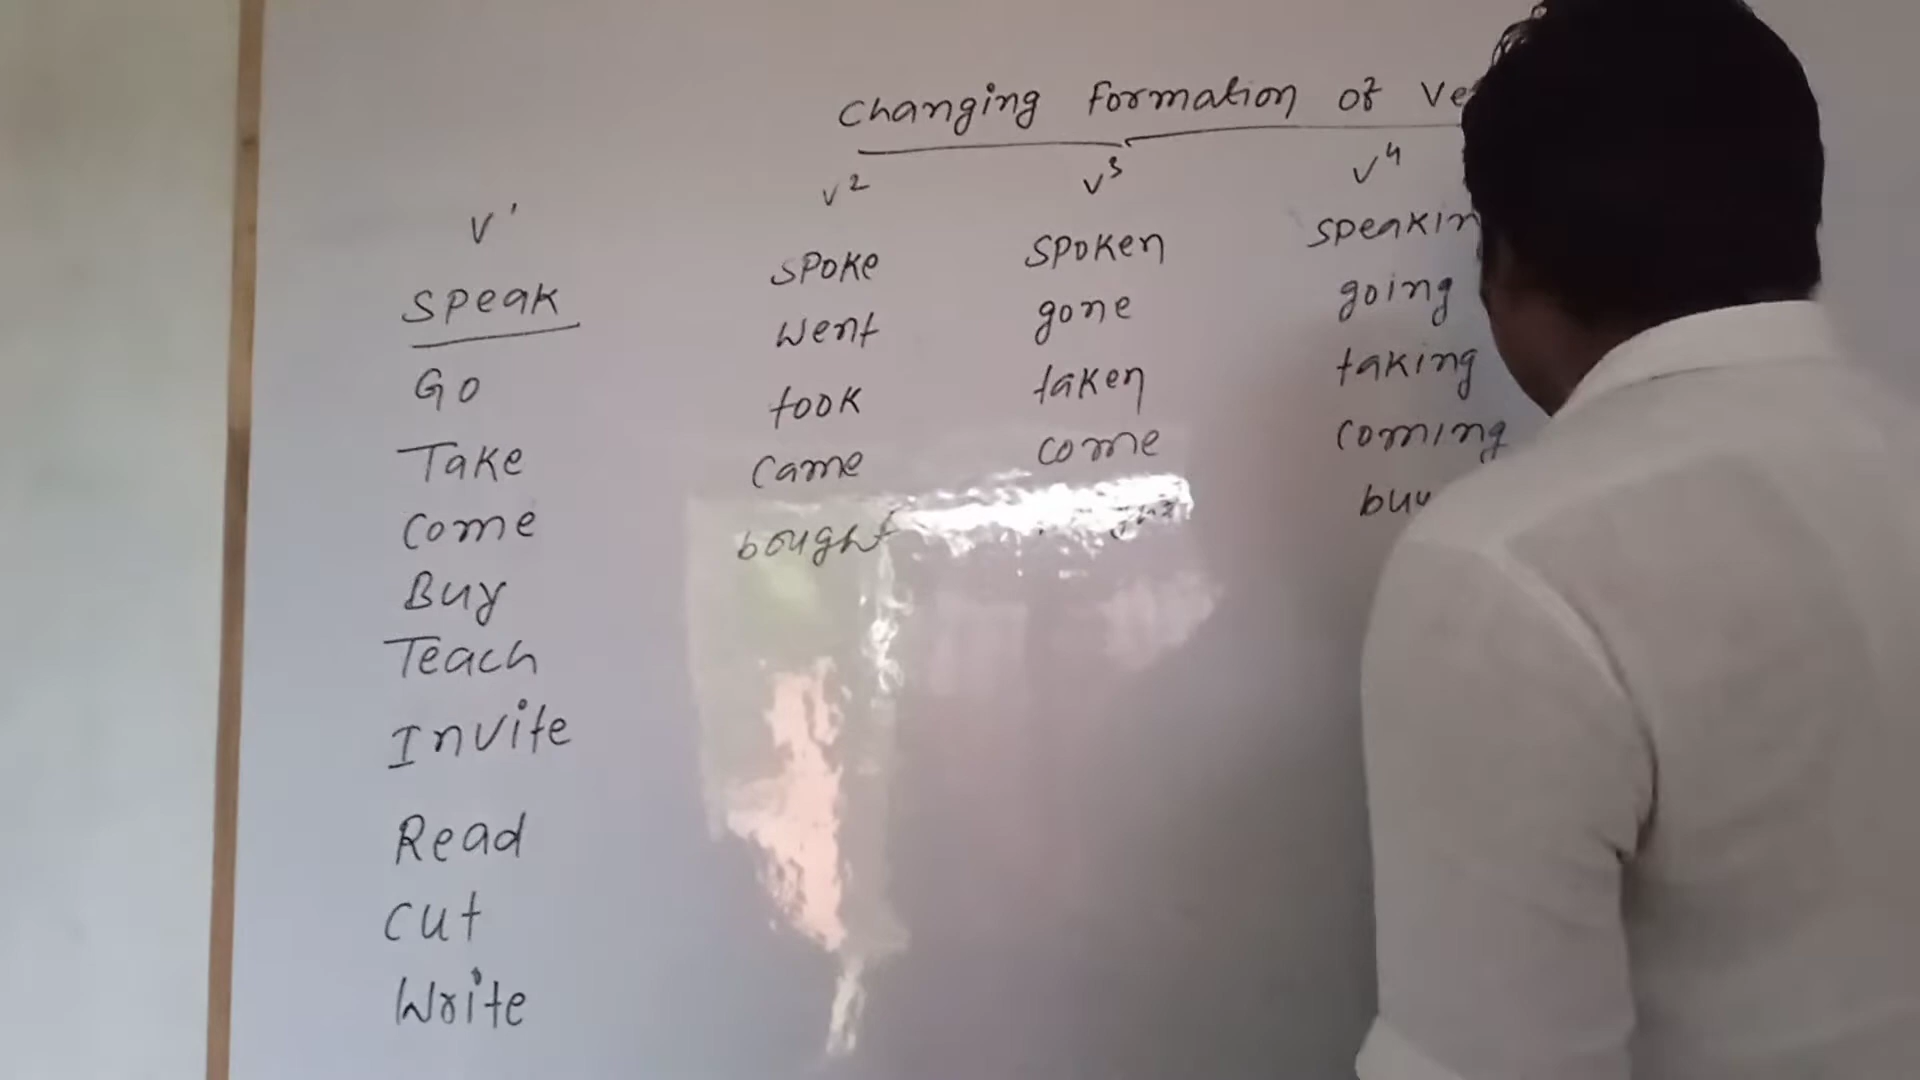 Changing formation of Ve
V1 V2 V3 V4
Speak spoke spoken speakin
Go went gone going
Take took taken taking
Come came come coming
Buy bought buy
Teach
Invite
Read
cut
Write